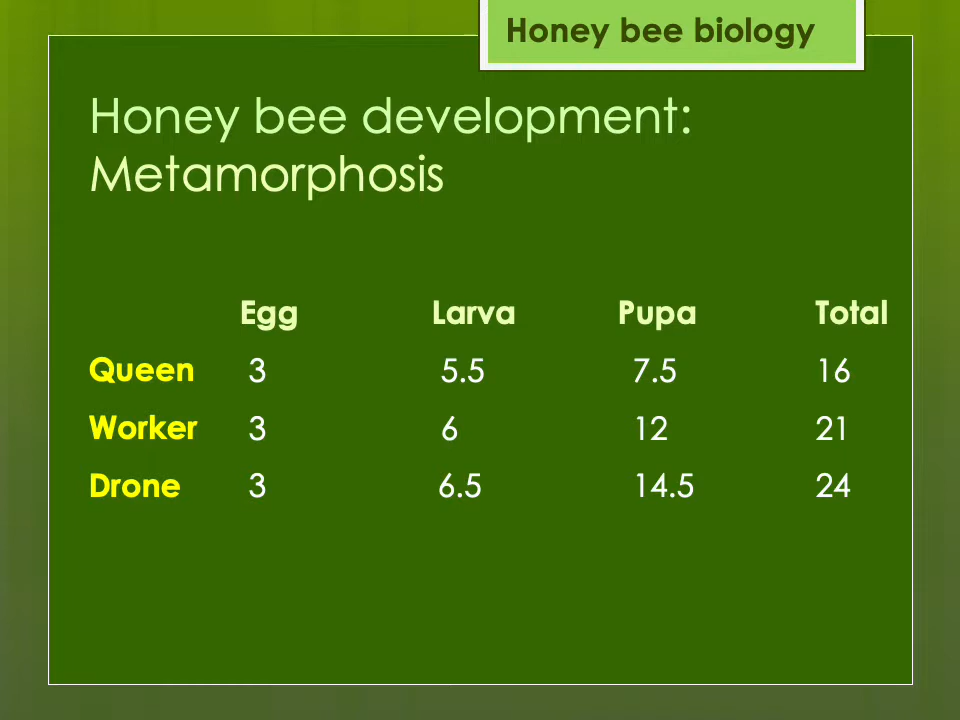 Honey bee biology
Honey bee development:
Metamorphosis
Egg Larva Pupa Total
Queen 3 5.5 7.5 16
Worker 3 6 12 21
Drone 3 6.5 14.5 24